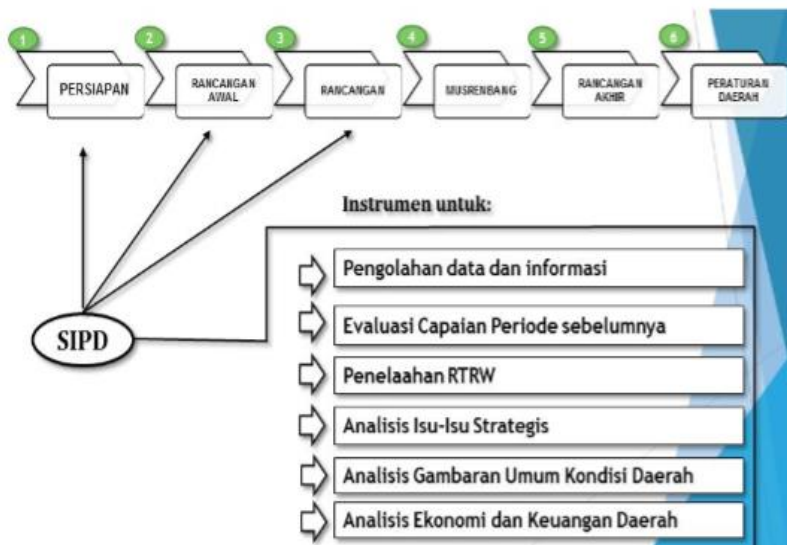 1 2 3 4 5 6
PERSIAPAN
RANCANGAN
AWAL
RANCANGAN
MUSRENBANG
RANCANGAN
AKHIR
PERATURAN
DAERAH
Instrumen untuk:
SIPD
Pengolahan data dan informasi
Evaluasi Capaian Periode sebelumnya
Penelaahan RTRW
Analisis Isu-Isu Strategis
Analisis Gambaran Umum Kondisi Daerah
Analisis Ekonomi dan Keuangan Daerah